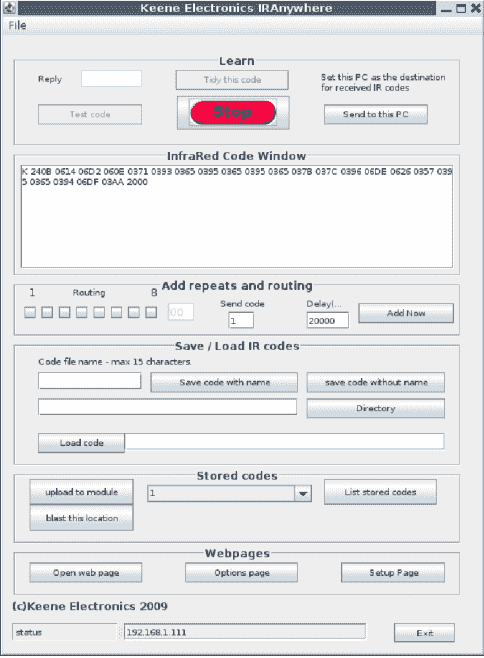 Keene Electronics IRAnywhere
File
Learn
Reply
Tidy this code
Set this PC as the destination
for received IR codes
Test code
Stop
Send to this PC
InfraRed Code Window
K 240B 0614 06D2 060E 0371 0393 0365 0395 0365 0395 0365 037B 037C 0396 06DE 0626 0357 039
5 0365 0394 06DF 03AA 2000
Add repeats and routing
1 Routing 8
00
Send code
1
Delay(...
20000
Add Now
Save / Load IR codes
Code file name - max 15 characters.
Save code with name
save code without name
Directory
Load code
Stored codes
upload to module
1
List stored codes
blast this location
Webpages
Open web page
Options page
Setup Page
(c)Keene Electronics 2009
status
192.168.1.111
Exit